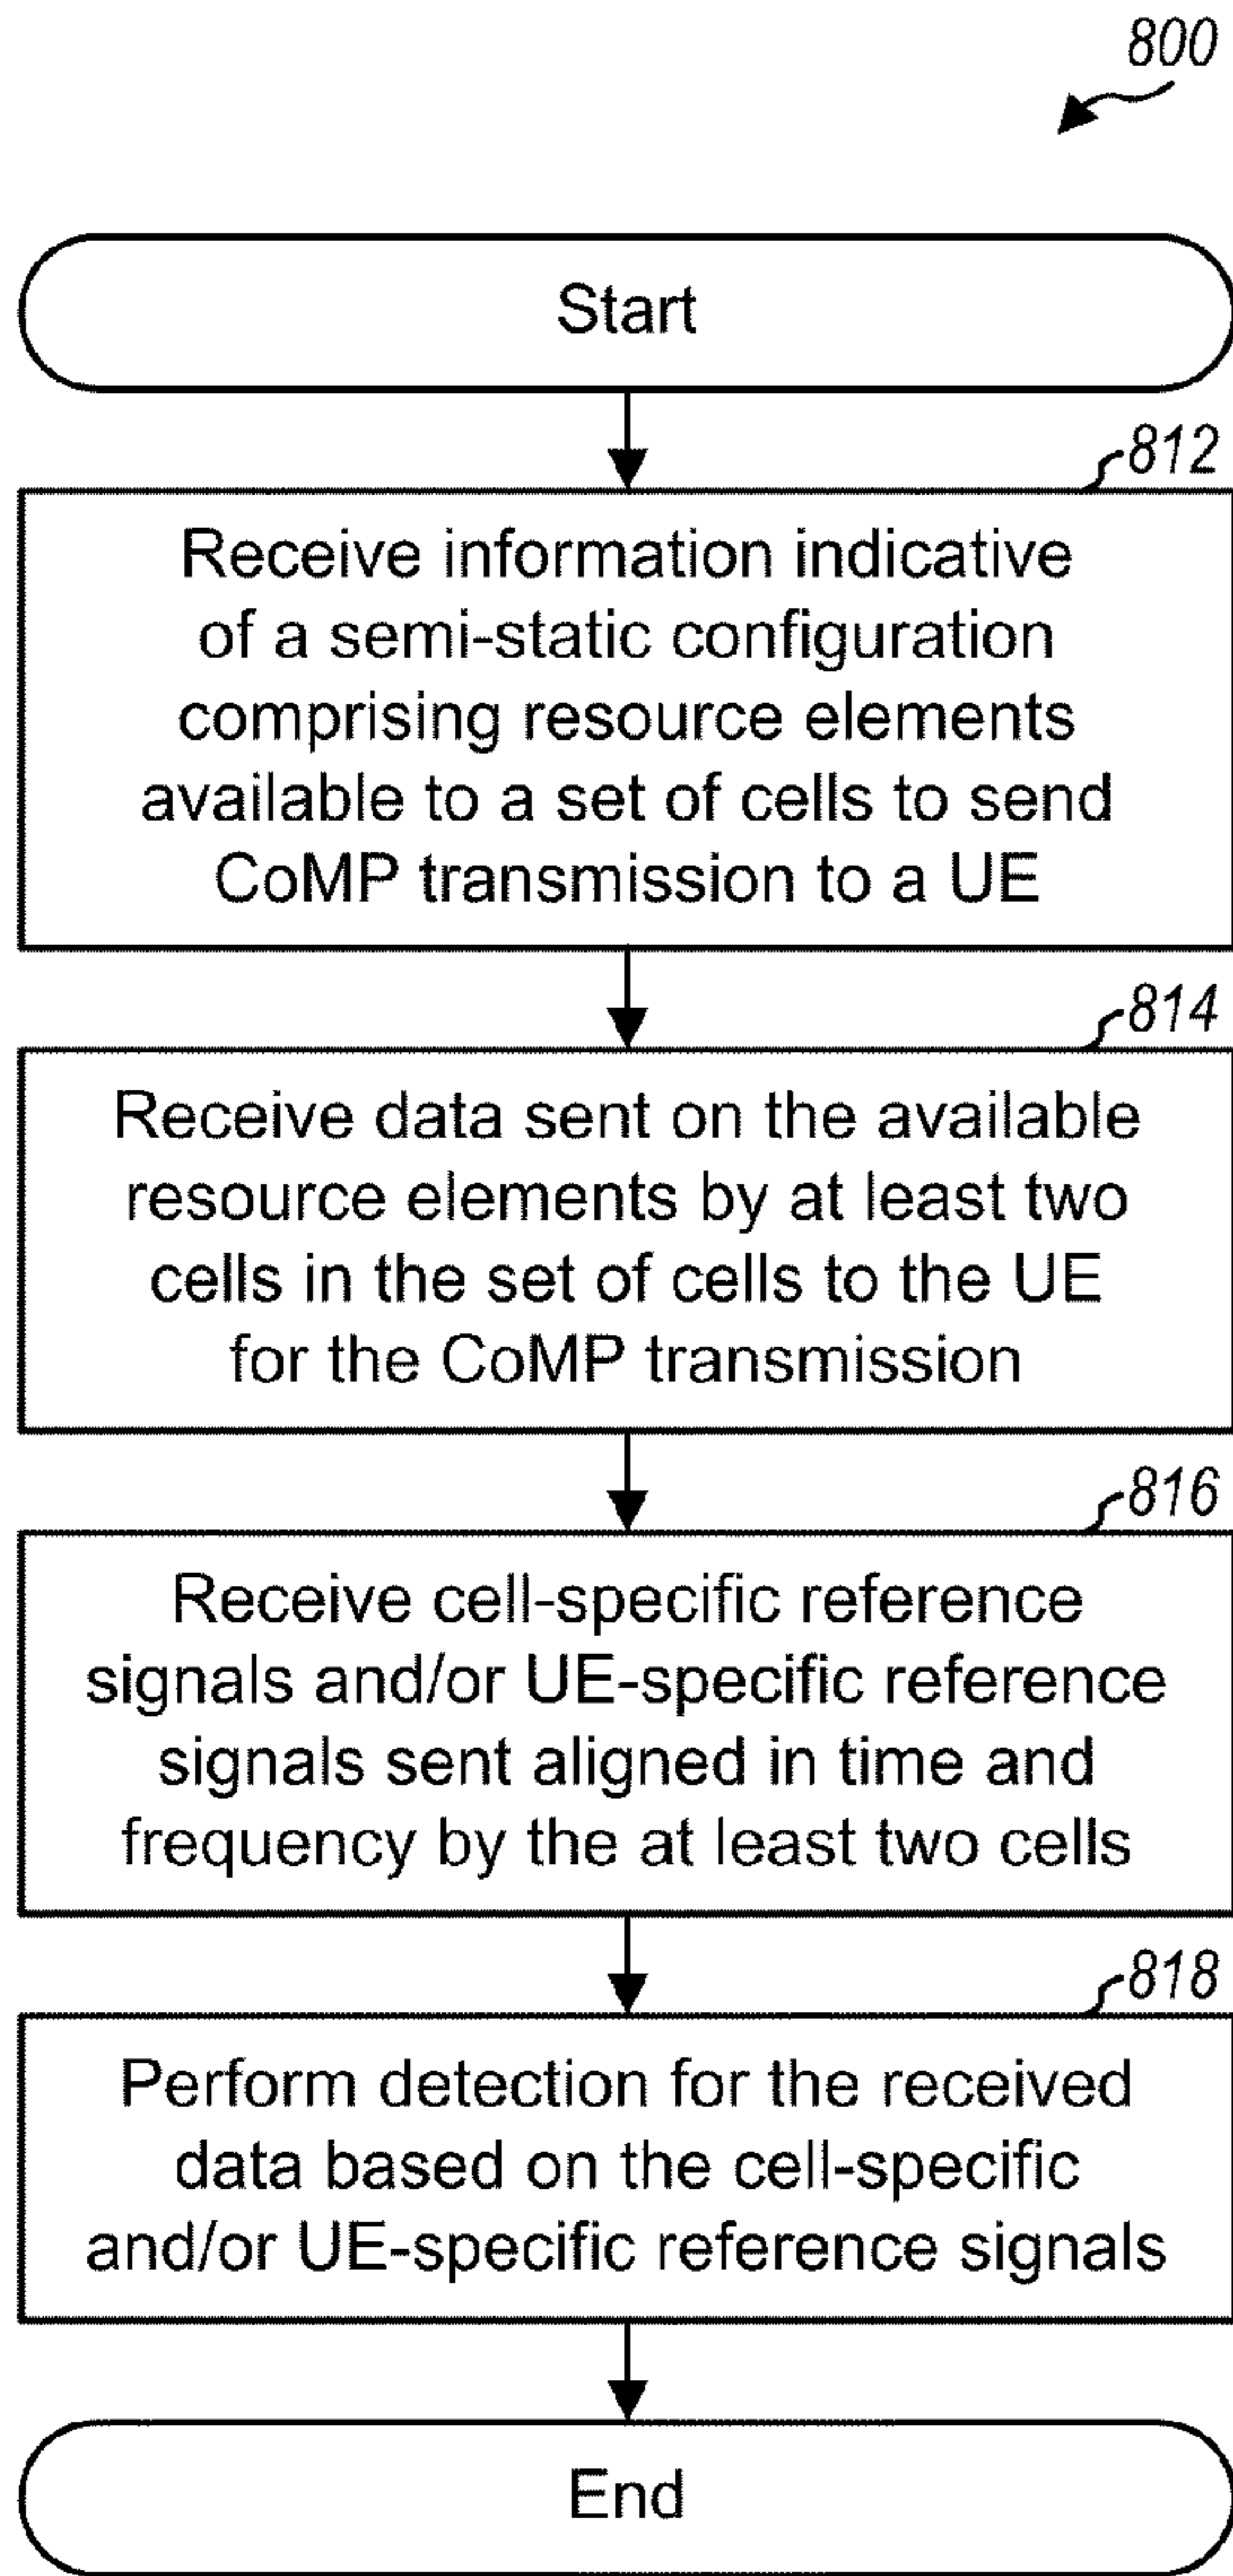 800
Start
812
Receive information indicative
of a semi-static configuration
comprising resource elements
available to a set of cells to send
CoMP transmission to a UE
814
Receive data sent on the available
resource elements by at least two
cells in the set of cells to the UE
for the CoMP transmission
816
Receive cell-specific reference
signals and/or UE-specific reference
signals sent aligned in time and
frequency by the at least two cells
818
Perform detection for the received
data based on the cell-specific
and/or UE-specific reference signals
End